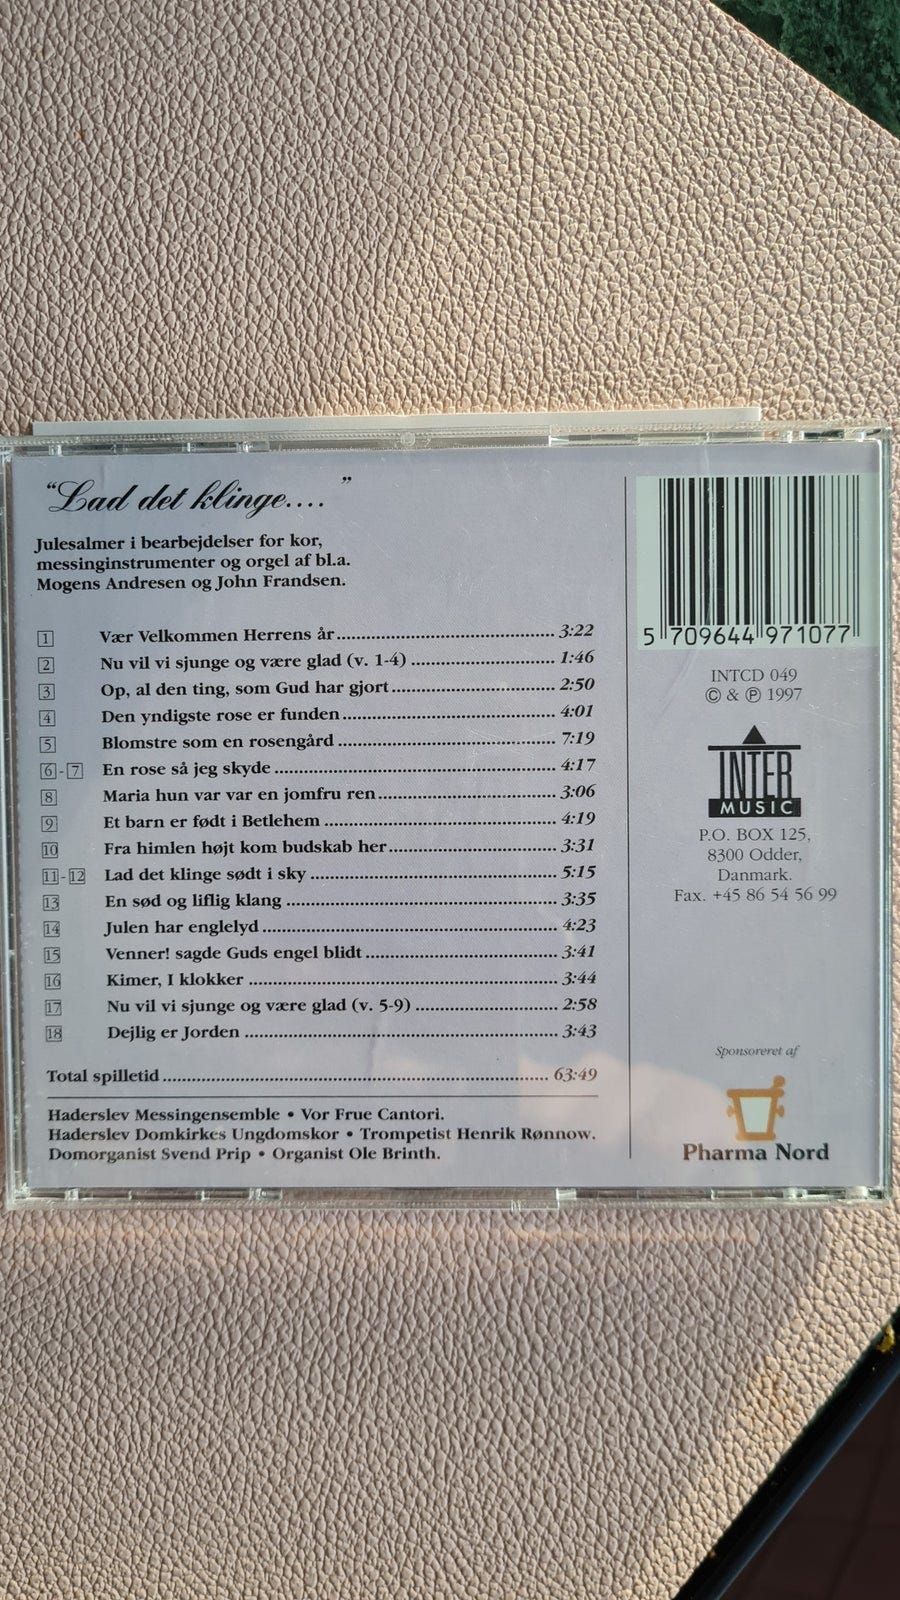 “Lad det klinge....”
Julesalmer i bearbejdelser for kor,
messinginstrumenter og orgel af bl.a.
Mogens Andresen og John Frandsen.
1 Vær Velkommen Herrens år 3:22
2 Nu vil vi sjunge og være glad (v. 1-4) 1:46
3 Op, al den ting, som Gud har gjort 2:50
4 Den yndigste rose er funden 4:01
5 Blomstre som en rosengård 7:19
6-7 En rose så jeg skyde 4:17
8 Maria hun var var en jomfru ren 3:06
9 Et barn er født i Betlehem 4:19
10 Fra himlen højt kom budskab her 3:31
11-12 Lad det klinge sødt i sky 5:15
13 En sød og liflig klang 3:35
14 Julen har englelyd 4:23
15 Venner! sagde Guds engel blidt 3:41
16 Kimer, I klokker 3:44
17 Nu vil vi sjunge og være glad (v. 5-9) 2:58
18 Dejlig er Jorden 3:43
Total spilletid 63:49
Haderslev Messingensemble • Vor Frue Cantori.
Haderslev Domkirkes Ungdomskor • Trompetist Henrik Rønnow.
Domorganist Svend Prip • Organist Ole Brinth.
5 709644 971077
INTCD 049
© & ℗ 1997
INTER
MUSIC
P.O. BOX 125,
8300 Odder,
Danmark.
Fax. +45 86 54 56 99
Sponsoreret af
Pharma Nord